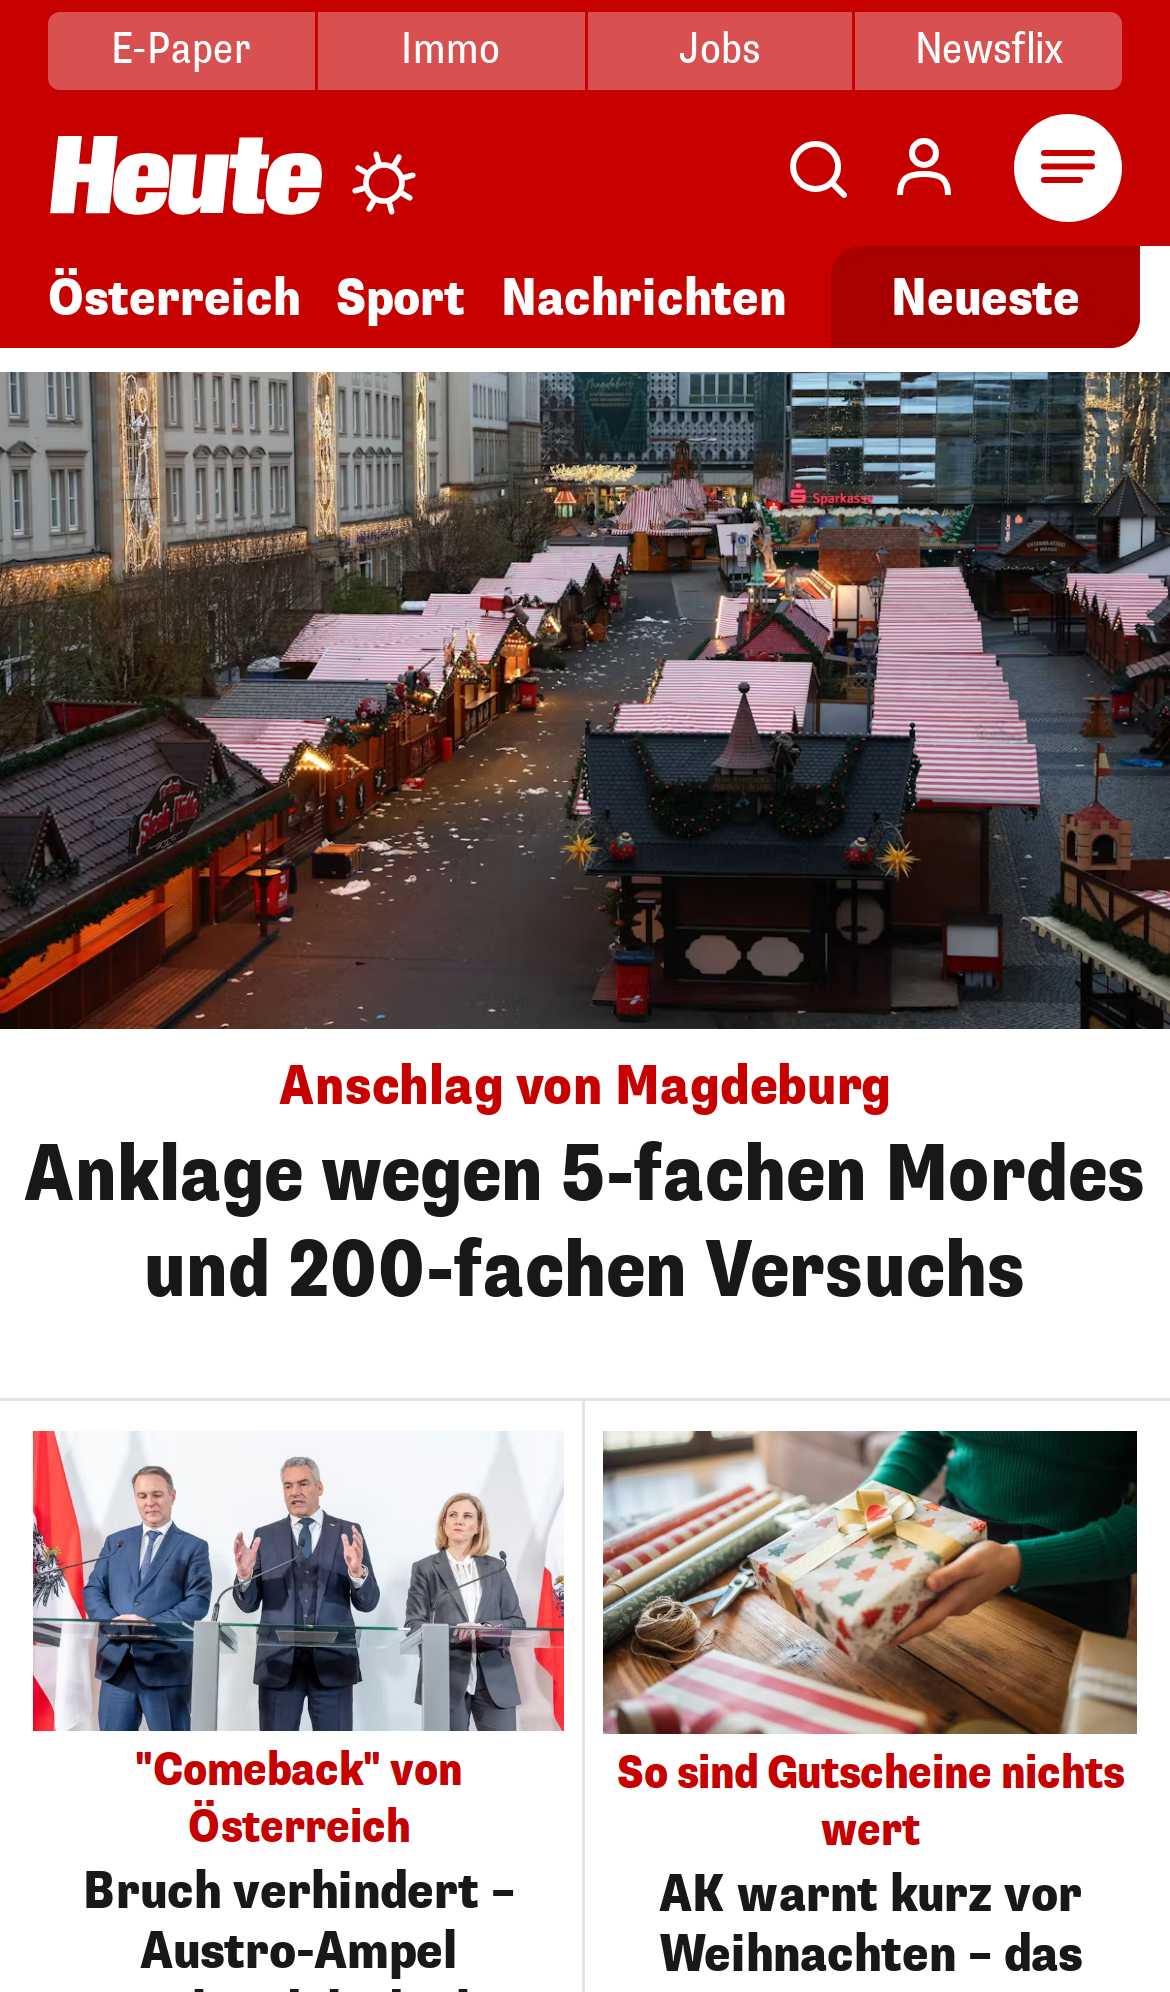 E-Paper
Immo
Jobs
Newsflix
Heute
Österreich
Sport
Nachrichten
Neueste
Sparkasse
Anschlag von Magdeburg
Anklage wegen 5-fachen Mordes
und 200-fachen Versuchs
"Comeback" von
Österreich
Bruch verhindert –
Austro-Ampel
So sind Gutscheine nichts
wert
AK warnt kurz vor
Weihnachten – das